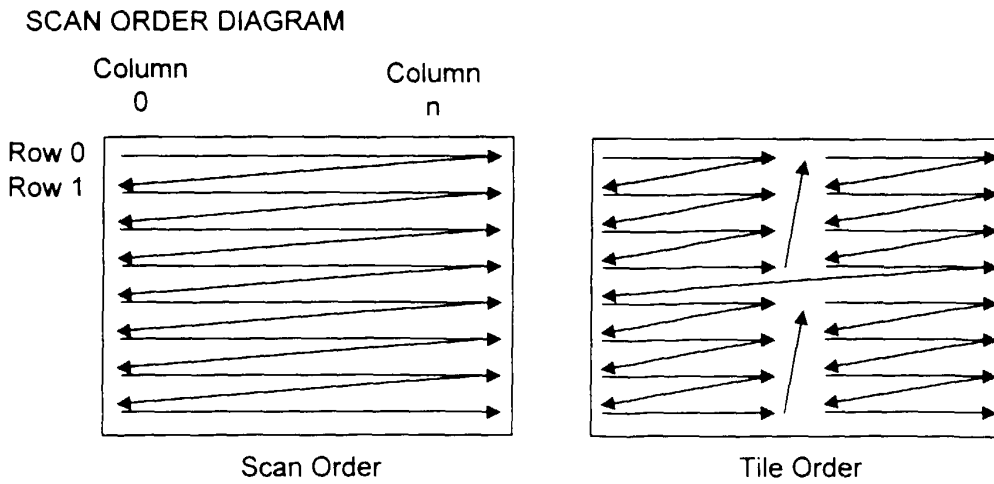 SCAN ORDER DIAGRAM
Column
0
Column
n
Row 0
Row 1
Scan Order
Tile Order